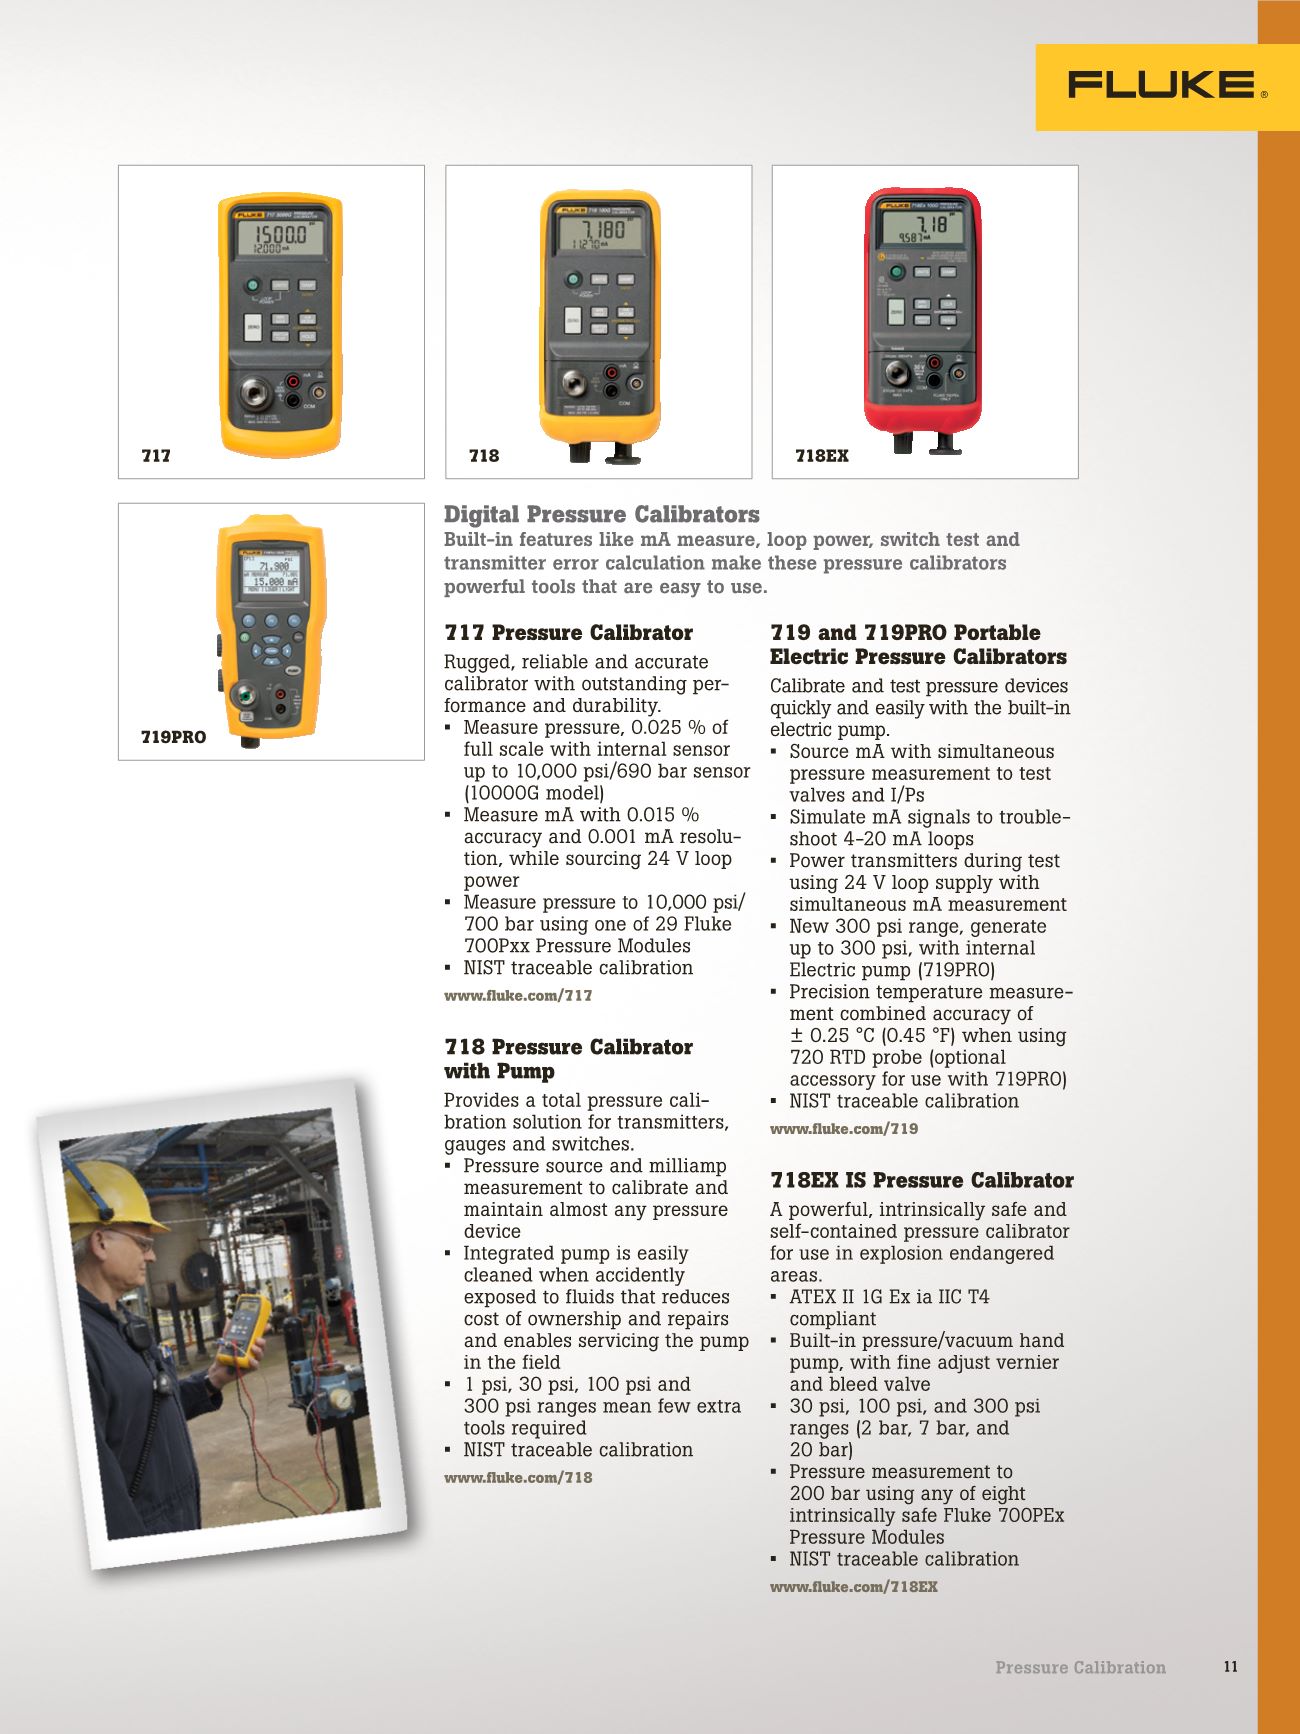 FLUKE®
717
718
718EX
719PRO
Digital Pressure Calibrators
Built-in features like mA measure, loop power, switch test and
transmitter error calculation make these pressure calibrators
powerful tools that are easy to use.
717 Pressure Calibrator
Rugged, reliable and accurate
calibrator with outstanding per-
formance and durability.
▪ Measure pressure, 0.025 % of
full scale with internal sensor
up to 10,000 psi/690 bar sensor
(10000G model)
▪ Measure mA with 0.015 %
accuracy and 0.001 mA resolu-
tion, while sourcing 24 V loop
power
▪ Measure pressure to 10,000 psi/
700 bar using one of 29 Fluke
700Pxx Pressure Modules
▪ NIST traceable calibration
www.fluke.com/717
718 Pressure Calibrator
with Pump
Provides a total pressure cali-
bration solution for transmitters,
gauges and switches.
▪ Pressure source and milliamp
measurement to calibrate and
maintain almost any pressure
device
▪ Integrated pump is easily
cleaned when accidently
exposed to fluids that reduces
cost of ownership and repairs
and enables servicing the pump
in the field
▪ 1 psi, 30 psi, 100 psi and
300 psi ranges mean few extra
tools required
▪ NIST traceable calibration
www.fluke.com/718
719 and 719PRO Portable
Electric Pressure Calibrators
Calibrate and test pressure devices
quickly and easily with the built-in
electric pump.
▪ Source mA with simultaneous
pressure measurement to test
valves and I/Ps
▪ Simulate mA signals to trouble-
shoot 4-20 mA loops
▪ Power transmitters during test
using 24 V loop supply with
simultaneous mA measurement
▪ New 300 psi range, generate
up to 300 psi, with internal
Electric pump (719PRO)
▪ Precision temperature measure-
ment combined accuracy of
± 0.25 °C (0.45 °F) when using
720 RTD probe (optional
accessory for use with 719PRO)
▪ NIST traceable calibration
www.fluke.com/719
718EX IS Pressure Calibrator
A powerful, intrinsically safe and
self-contained pressure calibrator
for use in explosion endangered
areas.
▪ ATEX II 1G Ex ia IIC T4
compliant
▪ Built-in pressure/vacuum hand
pump, with fine adjust vernier
and bleed valve
▪ 30 psi, 100 psi, and 300 psi
ranges (2 bar, 7 bar, and
20 bar)
▪ Pressure measurement to
200 bar using any of eight
intrinsically safe Fluke 700PEx
Pressure Modules
▪ NIST traceable calibration
www.fluke.com/718EX
Pressure Calibration 11